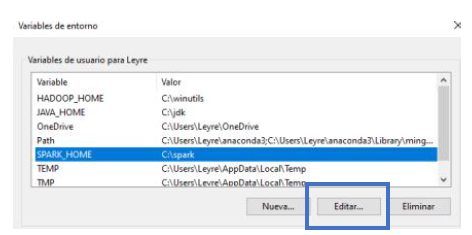 Variables de entorno
Variables de usuario para Leyre
Variable Valor
HADOOP_HOME C:\winutils
JAVA_HOME C:\jdk
OneDrive C:\Users\Leyre\OneDrive
Path C:\Users\Leyre\anaconda3;C:\Users\Leyre\anaconda3\Library\ming...
SPARK_HOME C:\spark
TEMP C:\Users\Leyre\AppData\Local\Temp
TMP C:\Users\Leyre\AppData\Local\Temp
Nueva... Editar... Eliminar